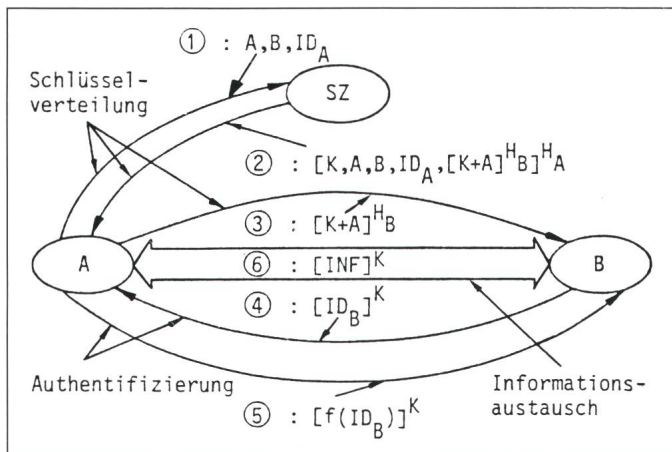 ① : A,B,ID_A
Schlüssel-
verteilung
SZ
② : [K,A,B,ID_A,[K+A]^H_B]^H_A
③ : [K+A]^H_B
A
⑥ : [INF]^K
B
④ : [ID_B]^K
Authentifizierung
Informations-
austausch
⑤ : [f(ID_B)]^K